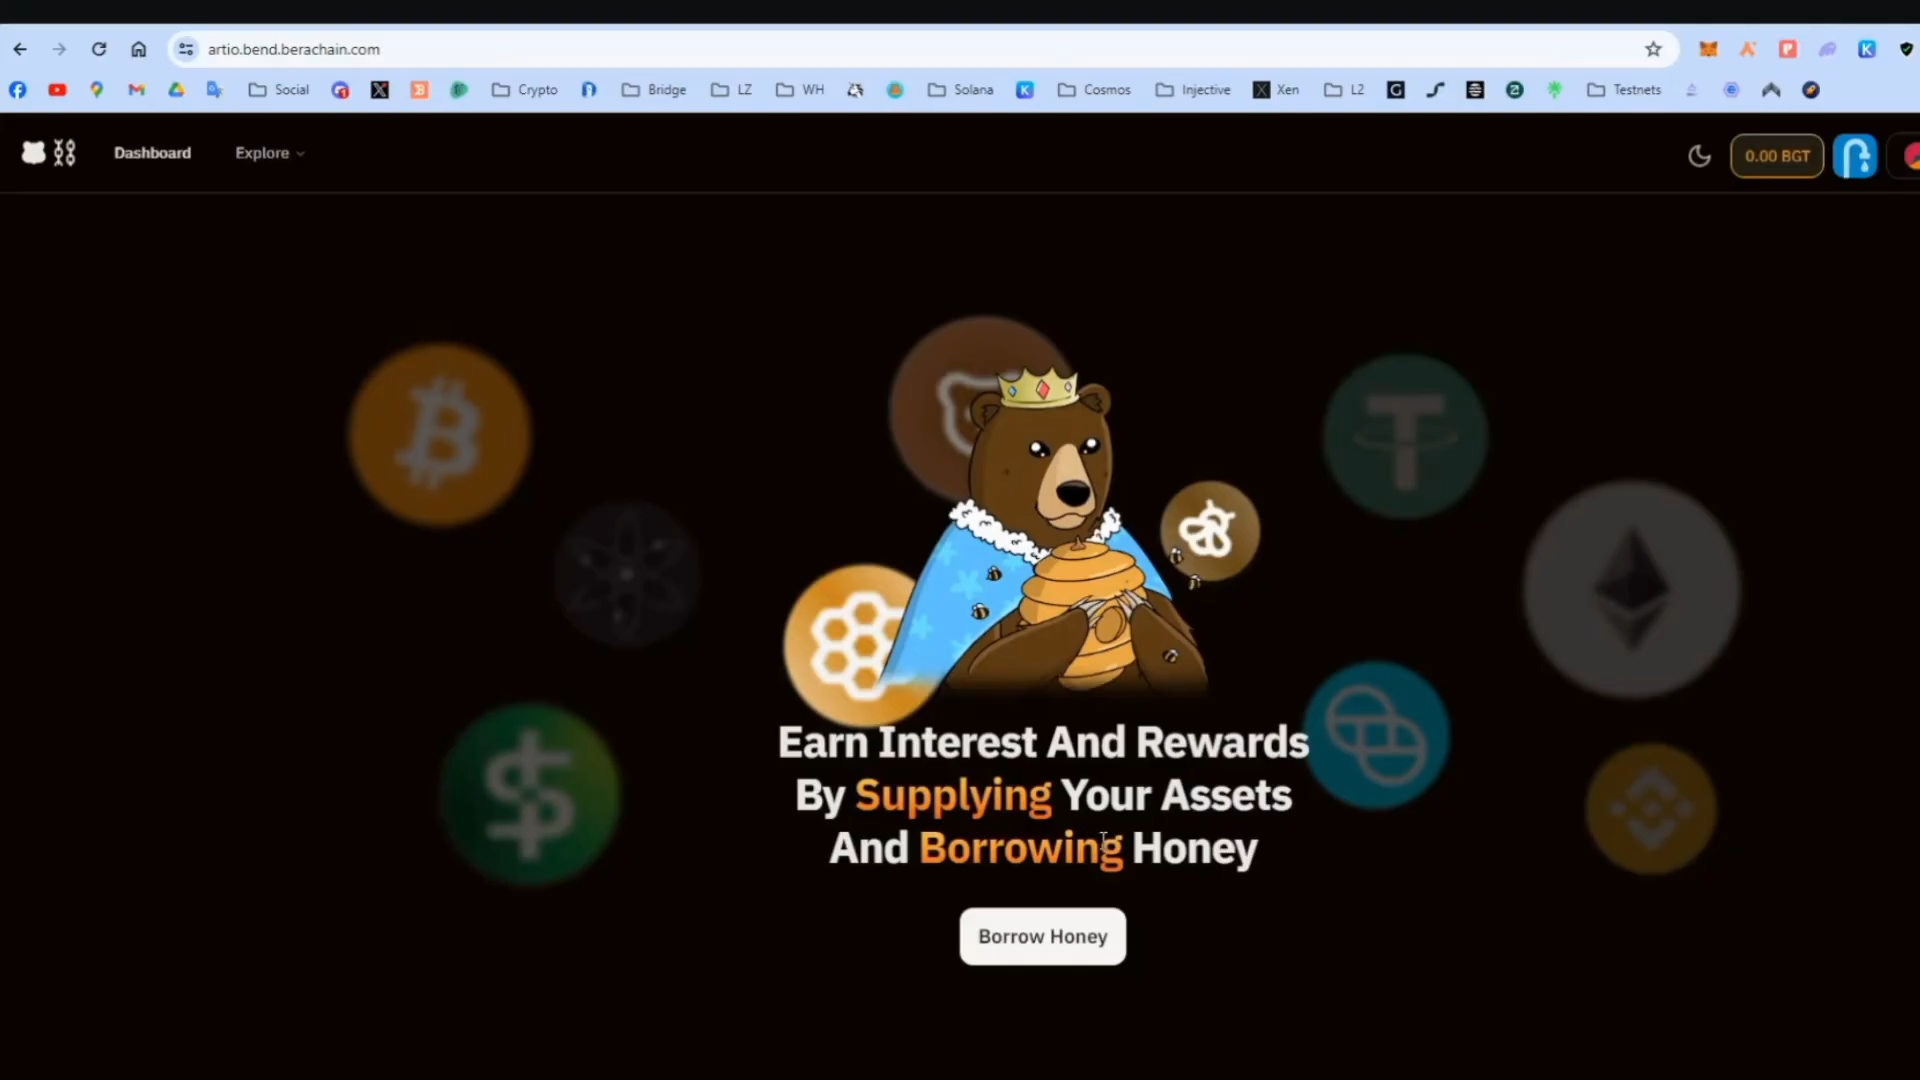 artio.bend.berachain.com
Social
Crypto
Bridge
LZ
WH
Solana
Cosmos
Injective
Xen
L2
Testnets
Dashboard
Explore
0.00 BGT
Earn Interest And Rewards
By Supplying Your Assets
And Borrowing Honey
Borrow Honey